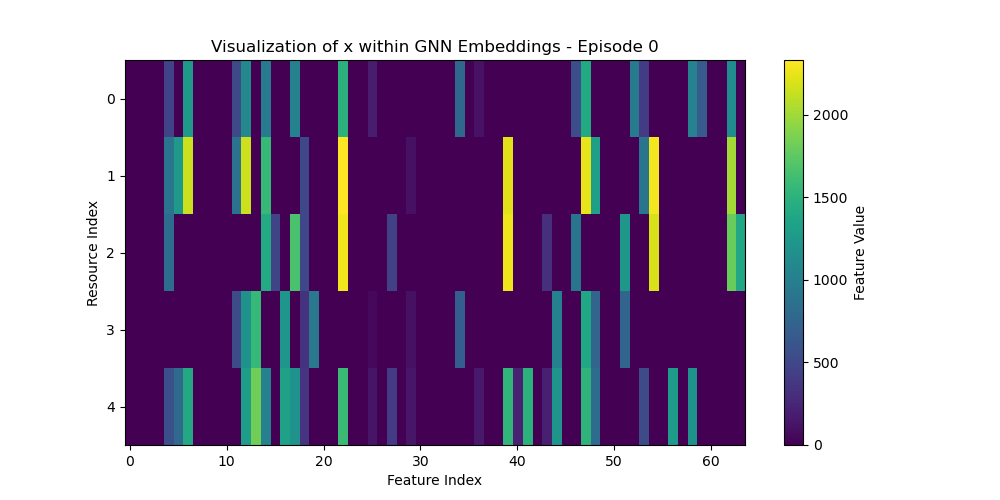 Visualization of x within GNN Embeddings - Episode 0
Resource Index
0
1
2
3
4
0 10 20 30 40 50 60
Feature Index
2000
1500
1000
500
0
Feature Value